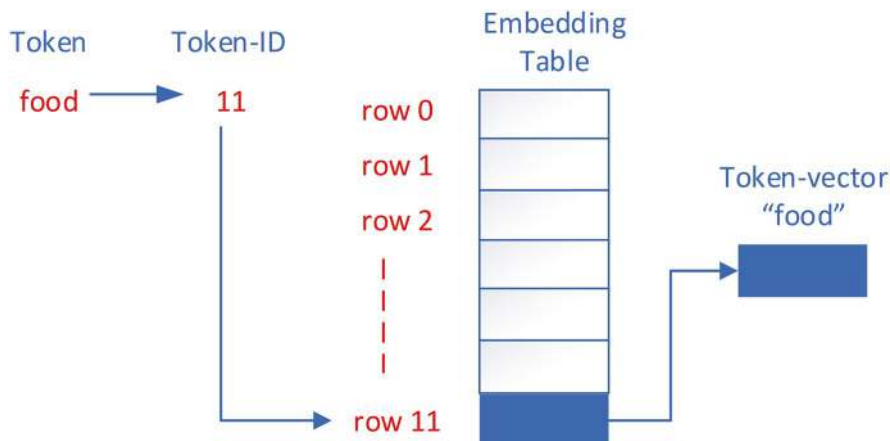 Token
Token-ID
Embedding
Table
food
11
row 0
row 1
row 2
Token-vector
“food”
row 11